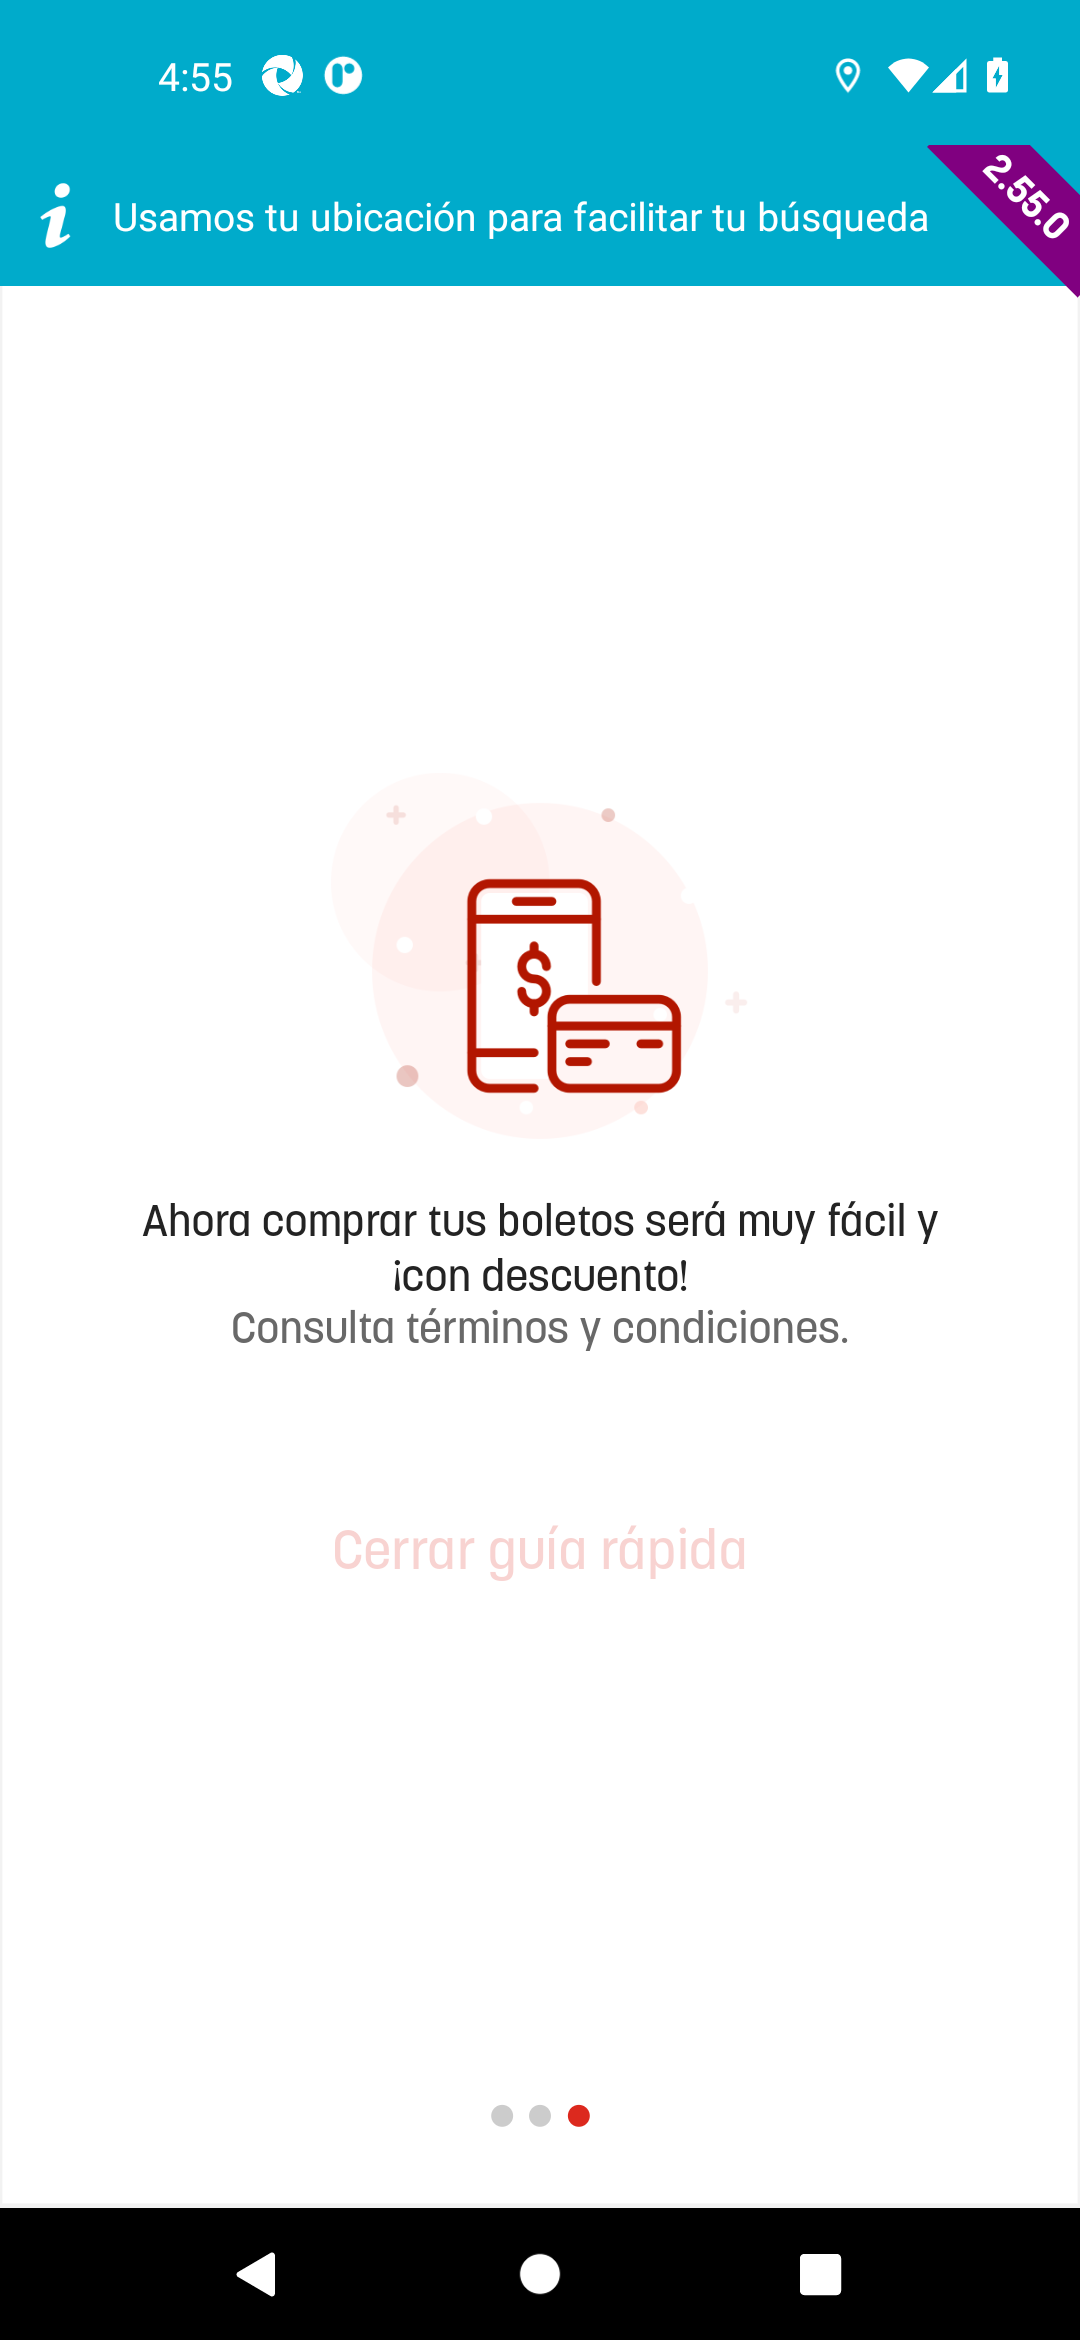 4:55
Usamos tu ubicación para facilitar tu búsqueda
2.55.0
$
Ahora comprar tus boletos será muy fácil y
¡con descuento!
Consulta términos y condiciones.
Cerrar guía rápida